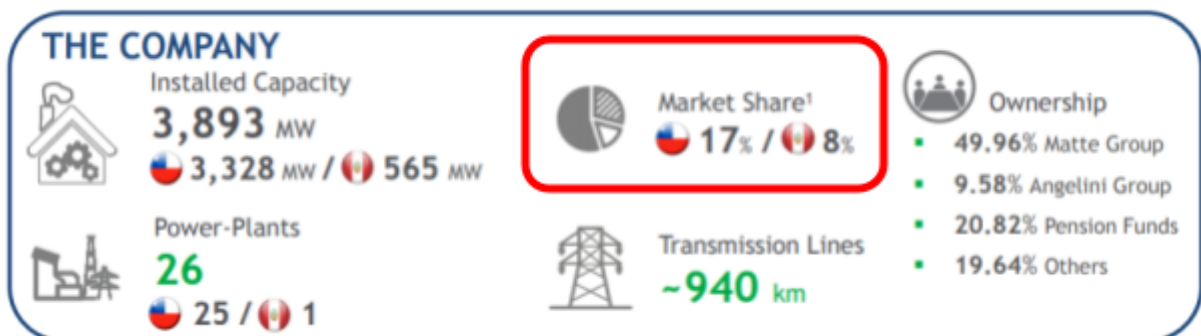 THE COMPANY
Installed Capacity
3,893 MW
3,328 MW / 565 MW
Power-Plants
26
25 / 1
Market Share¹
17% / 8%
Transmission Lines
~940 km
Ownership
▪ 49.96% Matte Group
▪ 9.58% Angelini Group
▪ 20.82% Pension Funds
▪ 19.64% Others